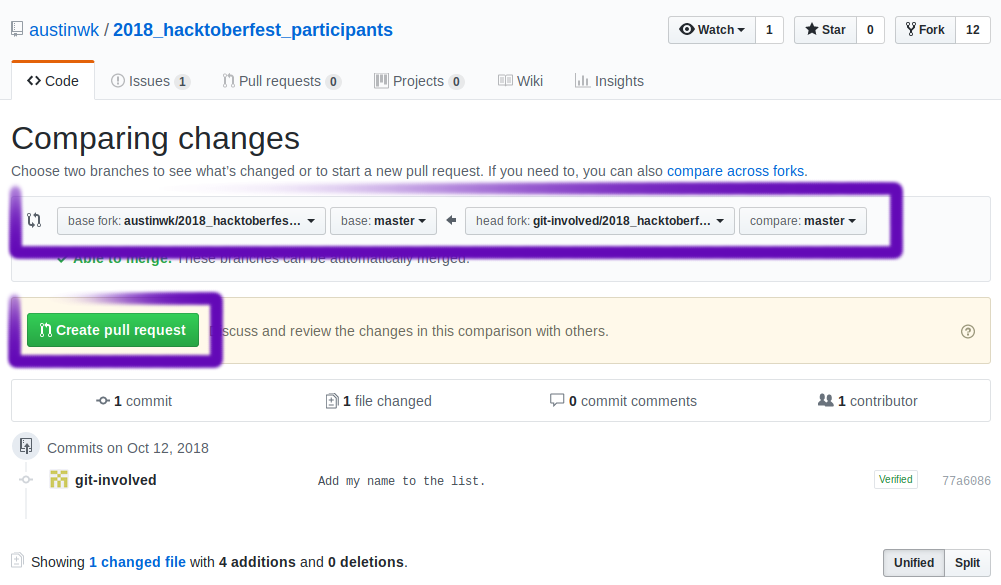 austinwk / 2018_hacktoberfest_participants
Watch 1 Star 0 Fork 12
Code Issues 1 Pull requests 0 Projects 0 Wiki Insights
Comparing changes
Choose two branches to see what's changed or to start a new pull request. If you need to, you can also compare across forks.
base fork: austinwk/2018_hacktoberfes... base: master head fork: git-involved/2018_hacktoberf... compare: master
Able to merge. These branches can be automatically merged.
Create pull request scuss and review the changes in this comparison with others.
1 commit 1 file changed 0 commit comments 1 contributor
Commits on Oct 12, 2018
git-involved Add my name to the list. Verified 77a6086
Showing 1 changed file with 4 additions and 0 deletions. Unified Split